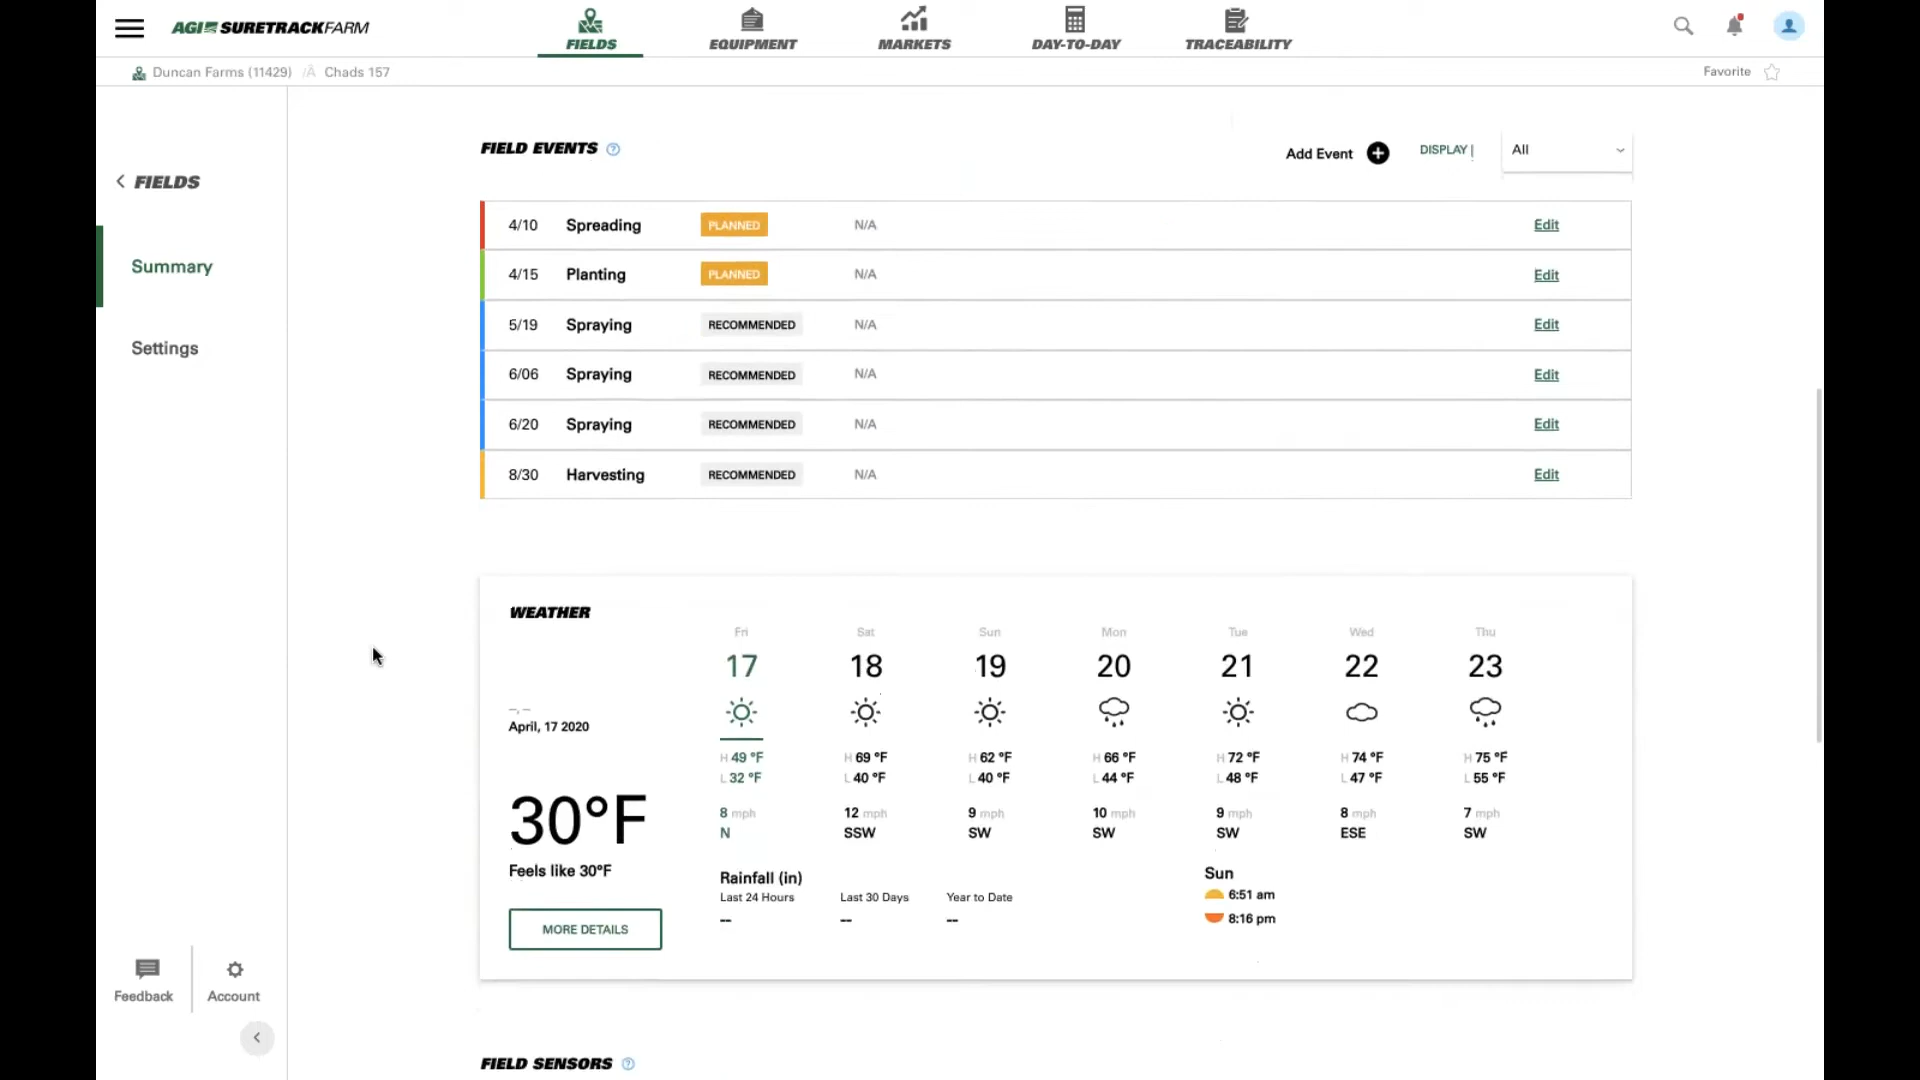 AGI SURETRACKFARM
FIELDS
EQUIPMENT
MARKETS
DAY-TO-DAY
TRACEABILITY
Duncan Farms (11429) /Â Chads 157
Favorite
FIELDS
Summary
Settings
FIELD EVENTS ?
Add Event
DISPLAY |
All
4/10 Spreading PLANNED N/A Edit
4/15 Planting PLANNED N/A Edit
5/19 Spraying RECOMMENDED N/A Edit
6/06 Spraying RECOMMENDED N/A Edit
6/20 Spraying RECOMMENDED N/A Edit
8/30 Harvesting RECOMMENDED N/A Edit
WEATHER
--, --
April, 17 2020
30°F
Feels like 30°F
MORE DETAILS
Fri Sat Sun Mon Tue Wed Thu
17 18 19 20 21 22 23
H 49 °F H 69 °F H 62 °F H 66 °F H 72 °F H 74 °F H 75 °F
L 32 °F L 40 °F L 40 °F L 44 °F L 48 °F L 47 °F L 55 °F
8 mph 12 mph 9 mph 10 mph 9 mph 8 mph 7 mph
N SSW SW SW SW ESE SW
Rainfall (in)
Last 24 Hours Last 30 Days Year to Date
-- -- --
Sun
6:51 am
8:16 pm
Feedback
Account
FIELD SENSORS ?